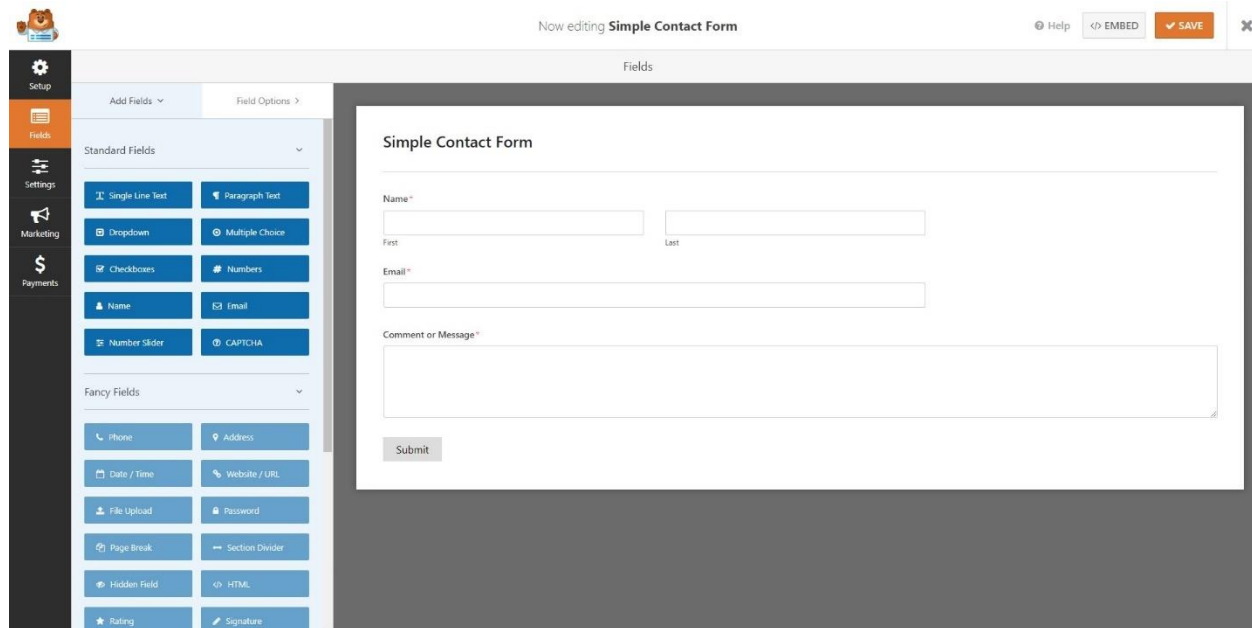 Now editing Simple Contact Form
Help
</> EMBED
SAVE
Setup
Fields
Settings
Marketing
Payments
Fields
Add Fields
Field Options
Standard Fields
Single Line Text
Paragraph Text
Dropdown
Multiple Choice
Checkboxes
Numbers
Name
Email
Number Slider
CAPTCHA
Fancy Fields
Phone
Address
Date / Time
Website / URL
File Upload
Password
Page Break
Section Divider
Hidden Field
</> HTML
Rating
Signature
Simple Contact Form
Name*
First
Last
Email*
Comment or Message*
Submit